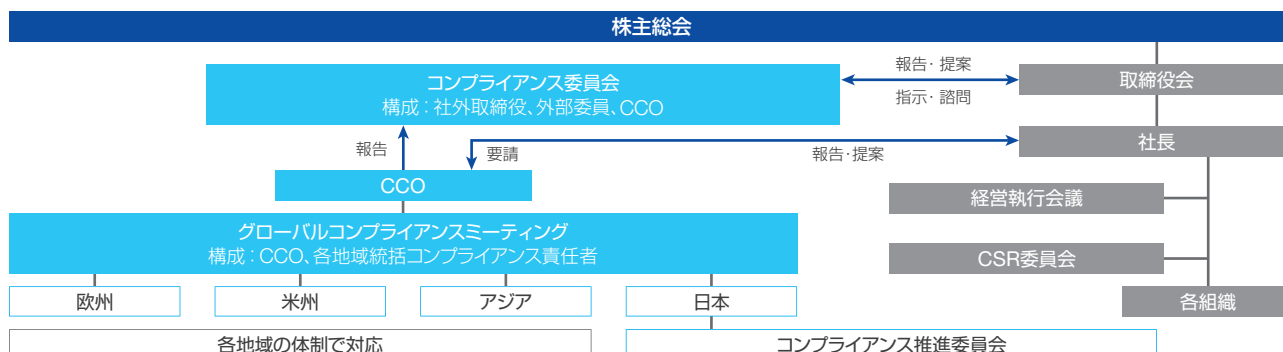 株主総会
コンプライアンス委員会
構成：社外取締役、外部委員、CCO
報告・提案
指示・諮問
取締役会
社長
報告
要請
報告・提案
CCO
経営執行会議
グローバルコンプライアンスミーティング
構成：CCO、各地域統括コンプライアンス責任者
CSR委員会
欧州
米州
アジア
日本
各組織
各地域の体制で対応
コンプライアンス推進委員会